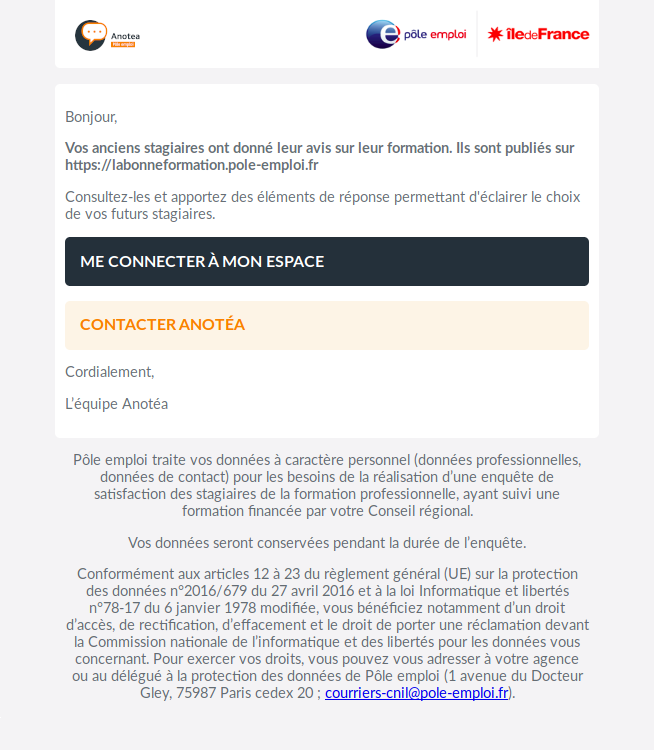 Anotea
Pôle emploi
pôle emploi
îledeFrance
Bonjour,
Vos anciens stagiaires ont donné leur avis sur leur formation. Ils sont publiés sur
https://labonneformation.pole-emploi.fr
Consultez-les et apportez des éléments de réponse permettant d'éclairer le choix
de vos futurs stagiaires.
ME CONNECTER À MON ESPACE
CONTACTER ANOTÉA
Cordialement,
L’équipe Anotéa
Pôle emploi traite vos données à caractère personnel (données professionnelles,
données de contact) pour les besoins de la réalisation d’une enquête de
satisfaction des stagiaires de la formation professionnelle, ayant suivi une
formation financée par votre Conseil régional.
Vos données seront conservées pendant la durée de l’enquête.
Conformément aux articles 12 à 23 du règlement général (UE) sur la protection
des données n°2016/679 du 27 avril 2016 et à la loi Informatique et libertés
n°78-17 du 6 janvier 1978 modifiée, vous bénéficiez notamment d’un droit
d’accès, de rectification, d’effacement et le droit de porter une réclamation devant
la Commission nationale de l’informatique et des libertés pour les données vous
concernant. Pour exercer vos droits, vous pouvez vous adresser à votre agence
ou au délégué à la protection des données de Pôle emploi (1 avenue du Docteur
Gley, 75987 Paris cedex 20 ; courriers-cnil@pole-emploi.fr).